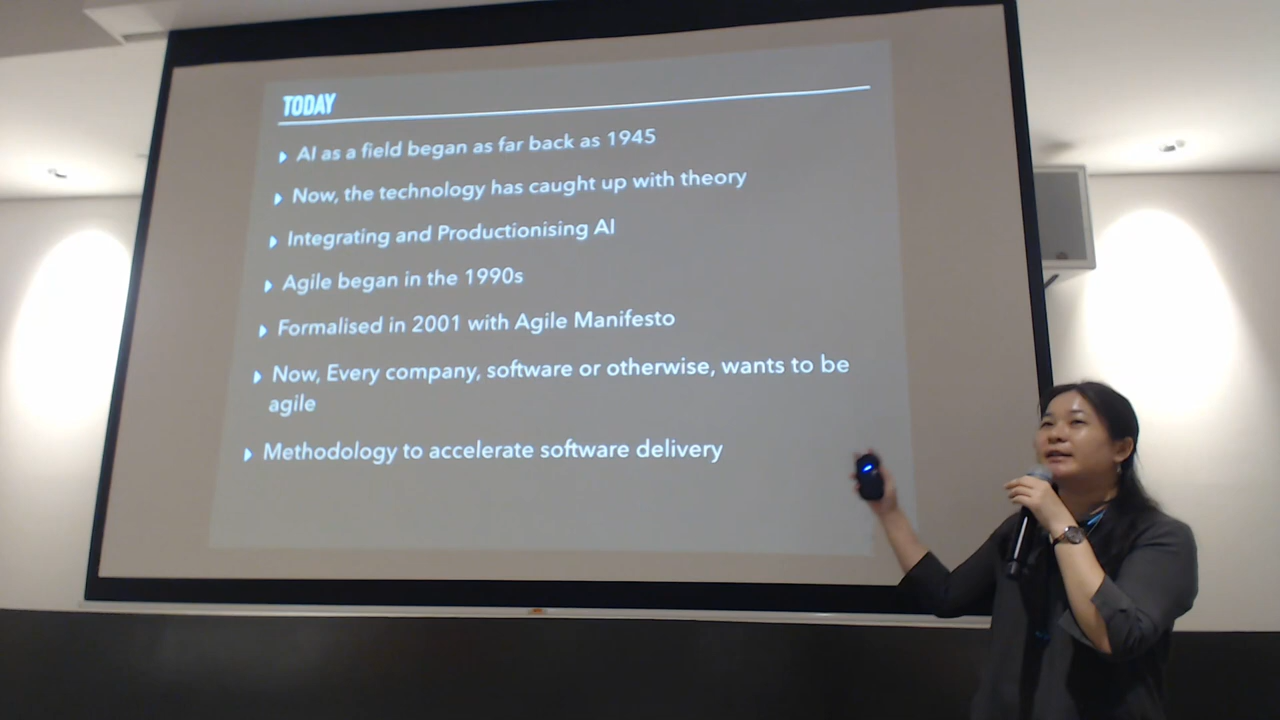 TODAY
AI as a field began as far back as 1945
Now, the technology has caught up with theory
Integrating and Productionising AI
Agile began in the 1990s
Formalised in 2001 with Agile Manifesto
Now, Every company, software or otherwise, wants to be
agile
Methodology to accelerate software delivery